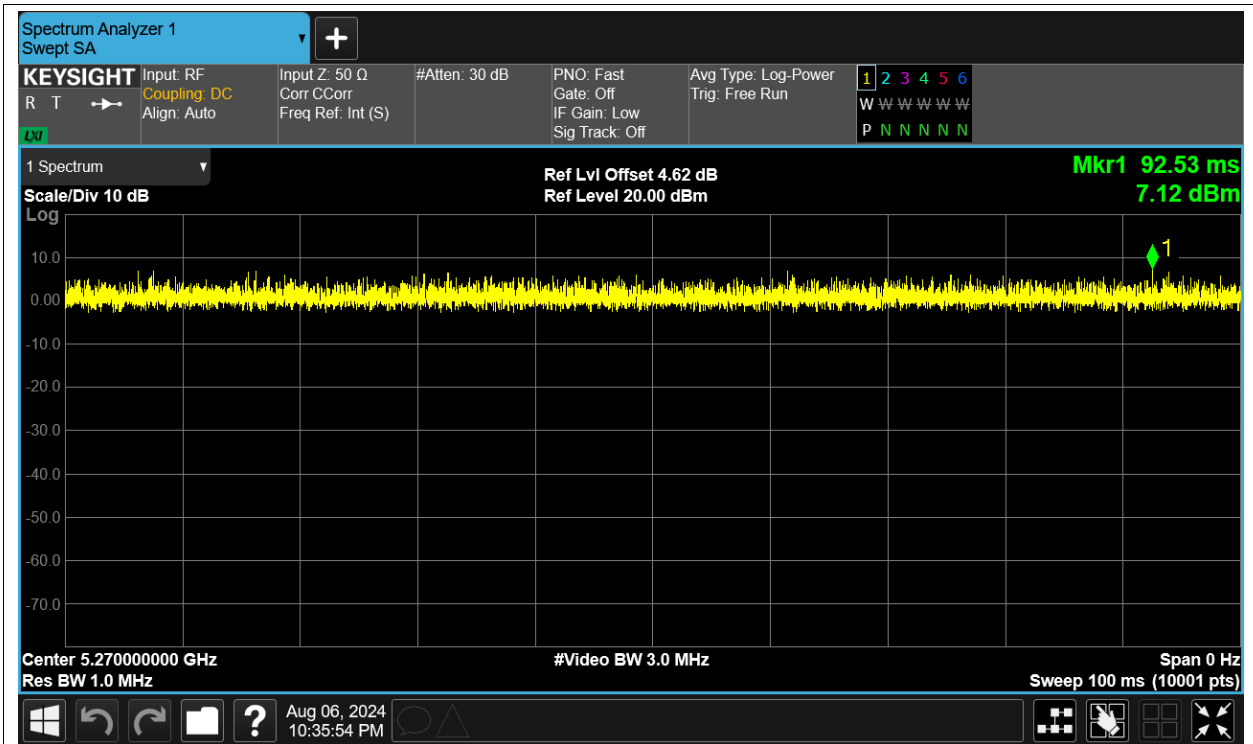 Spectrum Analyzer 1
Swept SA
KEYSIGHT
R T
LXI
Input: RF
Coupling: DC
Align: Auto
Input Z: 50 Ω
Corr CCorr
Freq Ref: Int (S)
#Atten: 30 dB
PNO: Fast
Gate: Off
IF Gain: Low
Sig Track: Off
Avg Type: Log-Power
Trig: Free Run
1 2 3 4 5 6
W W W W W W
P N N N N N
1 Spectrum
Scale/Div 10 dB
Ref Lvl Offset 4.62 dB
Ref Level 20.00 dBm
Mkr1 92.53 ms
7.12 dBm
Log
10.0
0.00
-10.0
-20.0
-30.0
-40.0
-50.0
-60.0
-70.0
1
Center 5.270000000 GHz
Res BW 1.0 MHz
#Video BW 3.0 MHz
Span 0 Hz
Sweep 100 ms (10001 pts)
?
Aug 06, 2024
10:35:54 PM